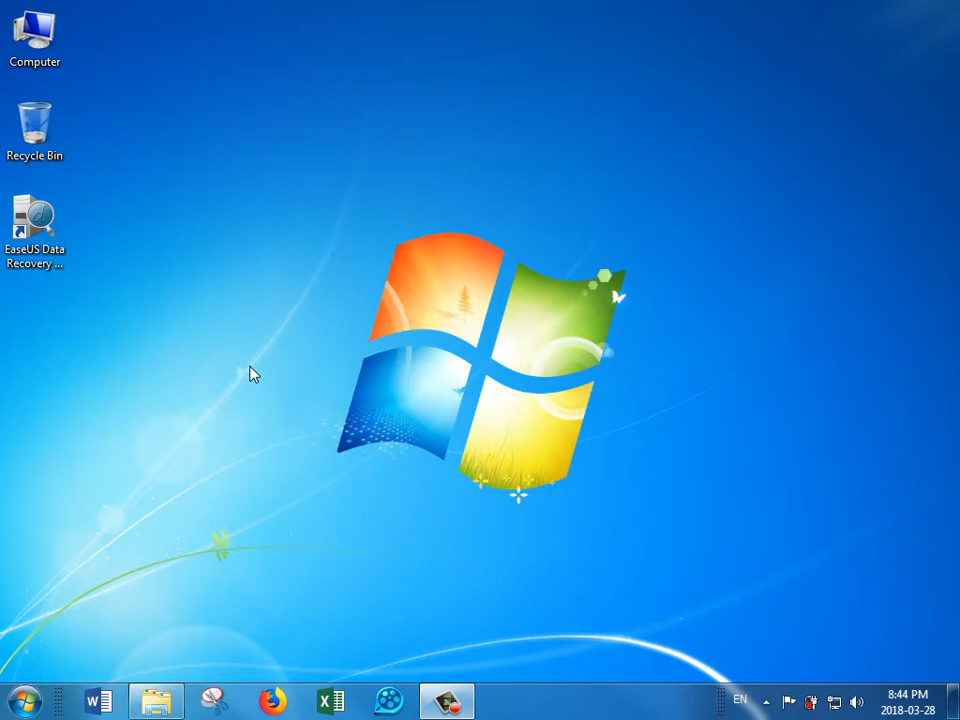 Computer
Recycle Bin
EaseUS Data
Recovery ...
EN
8:44 PM
2018-03-28